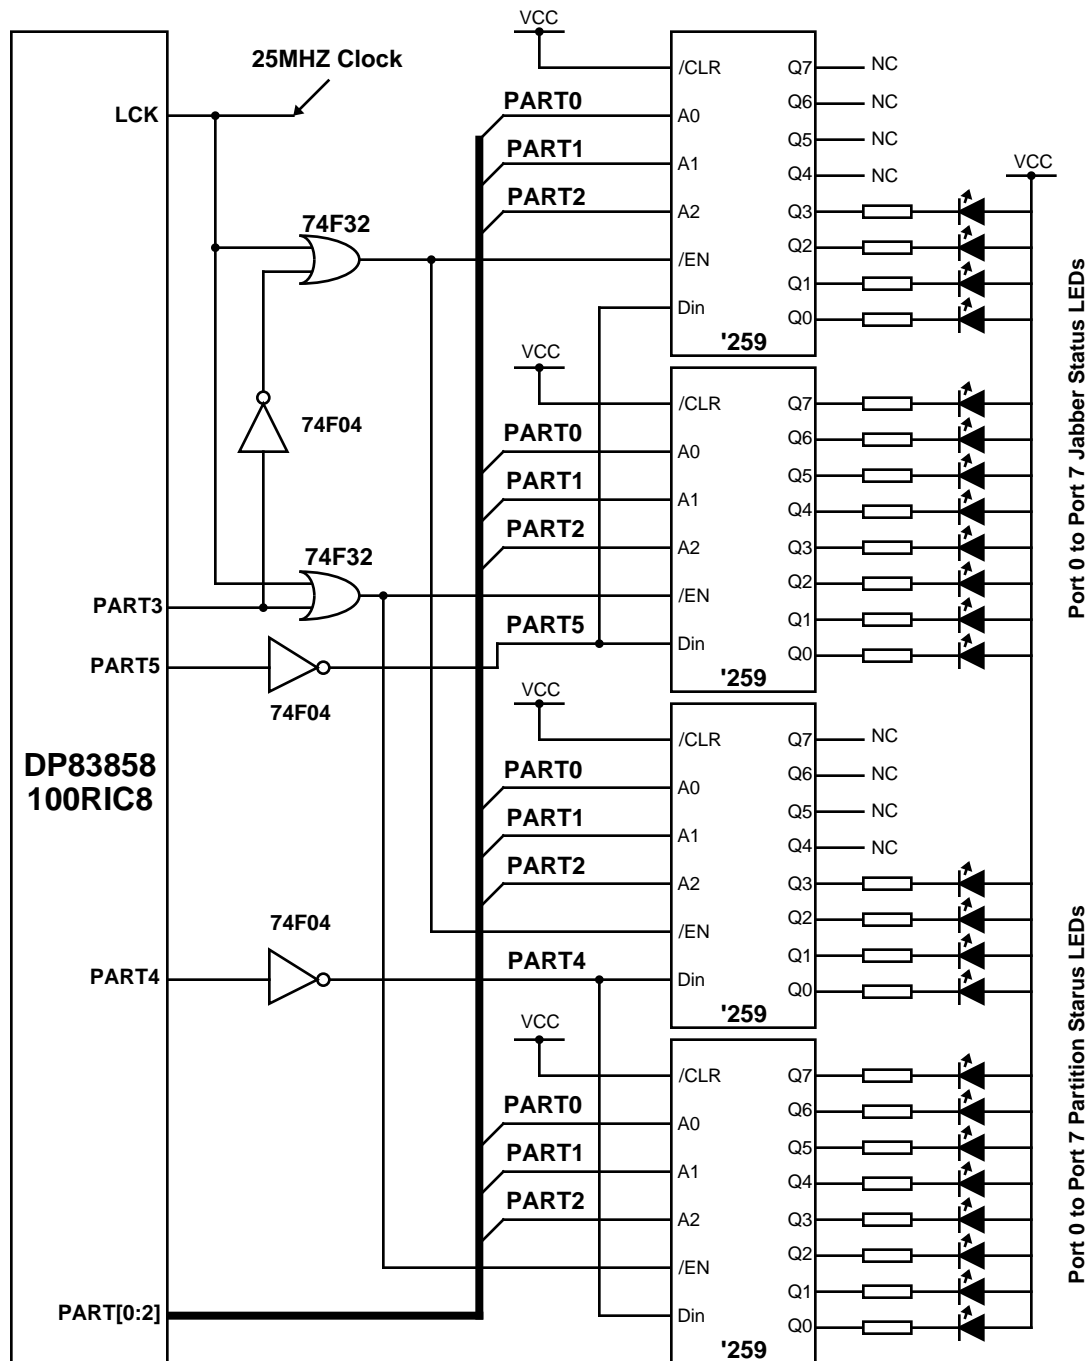 VCC
25MHZ Clock
LCK
/CLR
Q7
NC
PART0
A0
Q6
NC
PART1
A1
Q5
NC
PART2
A2
Q4
NC
VCC
74F32
Q3
/EN
Q2
Din
Q1
Q0
'259
VCC
/CLR
Q7
74F04
PART0
A0
Q6
PART1
A1
Q5
PART2
A2
Q4
74F32
Q3
/EN
Q2
PART3
PART5
Din
Q1
Q0
PART5
'259
74F04
VCC
/CLR
Q7
NC
DP83858
100RIC8
PART0
A0
Q6
NC
PART1
A1
Q5
NC
PART2
A2
Q4
NC
Q3
74F04
/EN
Q2
PART4
PART4
Din
Q1
Q0
'259
VCC
/CLR
Q7
PART0
A0
Q6
PART1
A1
Q5
PART2
A2
Q4
Q3
/EN
Q2
PART[0:2]
Din
Q1
Q0
'259
Port 0 to Port 7 Jabber Status LEDs
Port 0 to Port 7 Partition Starus LEDs